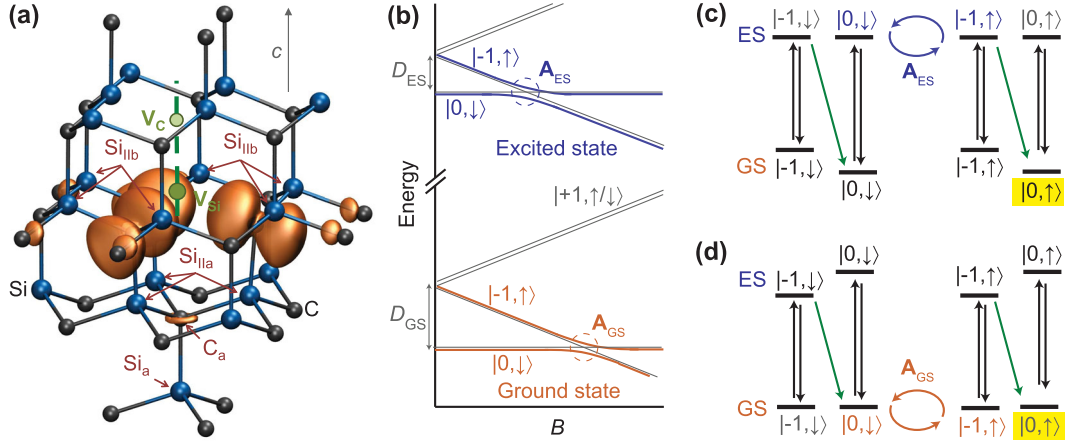 (a)
c
V_C
Si_IIb
Si_IIb
V_Si
Si_IIa
Si
C
C_a
Si_a
(b)
Energy
D_ES
|-1,↑⟩
A_ES
|0,↓⟩
Excited state
|+1,↑/↓⟩
D_GS
|-1,↑⟩
A_GS
|0,↓⟩
Ground state
B
(c)
ES
|-1,↓⟩
|0,↓⟩
A_ES
|-1,↑⟩
|0,↑⟩
GS
|-1,↓⟩
|0,↓⟩
|-1,↑⟩
|0,↑⟩
(d)
ES
|-1,↓⟩
|0,↓⟩
|-1,↑⟩
|0,↑⟩
A_GS
GS
|-1,↓⟩
|0,↓⟩
|-1,↑⟩
|0,↑⟩